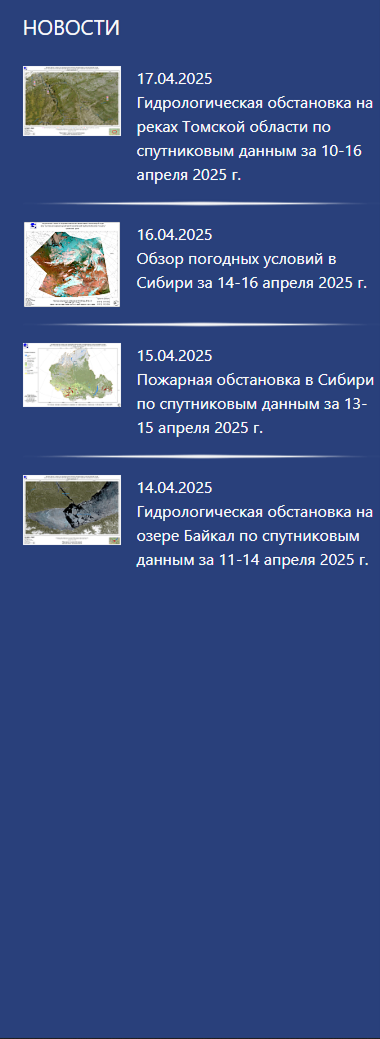 НОВОСТИ
17.04.2025
Гидрологическая обстановка на
реках Томской области по
спутниковым данным за 10-16
апреля 2025 г.
16.04.2025
Обзор погодных условий в
Сибири за 14-16 апреля 2025 г.
15.04.2025
Пожарная обстановка в Сибири
по спутниковым данным за 13-
15 апреля 2025 г.
14.04.2025
Гидрологическая обстановка на
озере Байкал по спутниковым
данным за 11-14 апреля 2025 г.